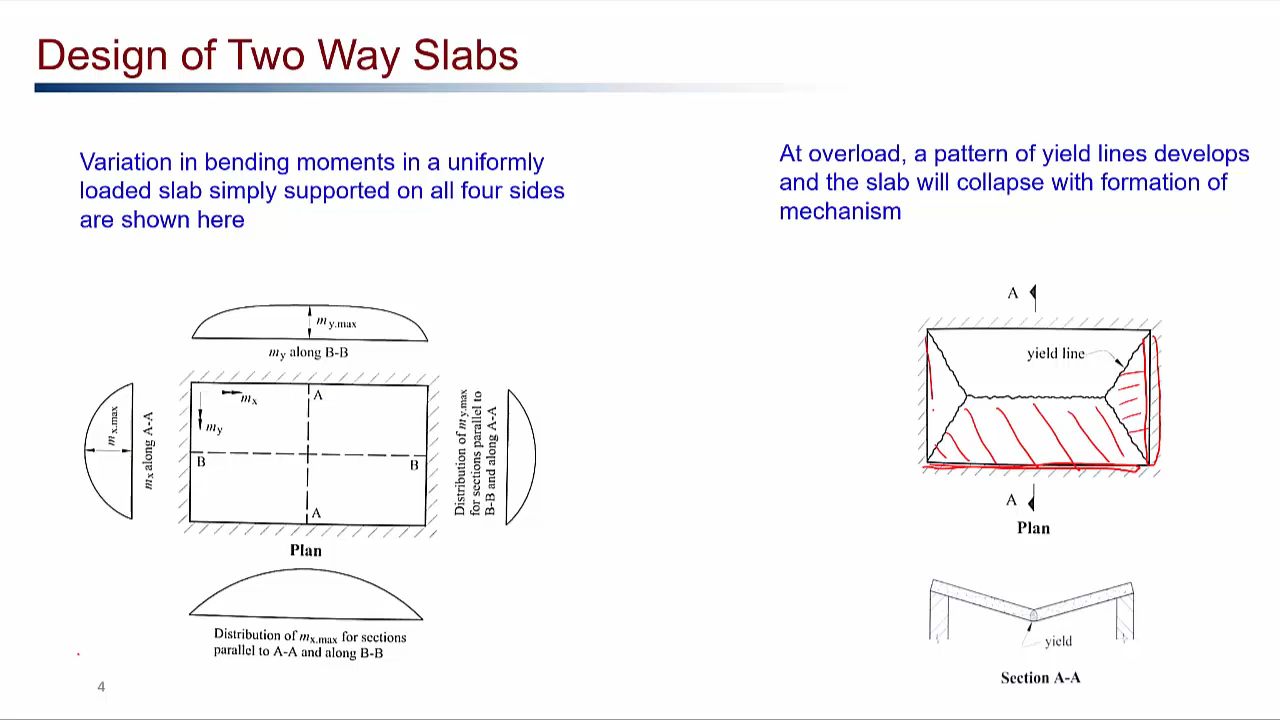 Design of Two Way Slabs
Variation in bending moments in a uniformly
loaded slab simply supported on all four sides
are shown here
At overload, a pattern of yield lines develops
and the slab will collapse with formation of
mechanism
my,max
my along B-B
mx,max
mx along A-A
A
mx
my
B
B
A
Plan
Distribution of my,max
for sections parallel to
B-B and along A-A
Distribution of mx,max for sections
parallel to A-A and along B-B
A
yield line
A
Plan
yield
Section A-A
4